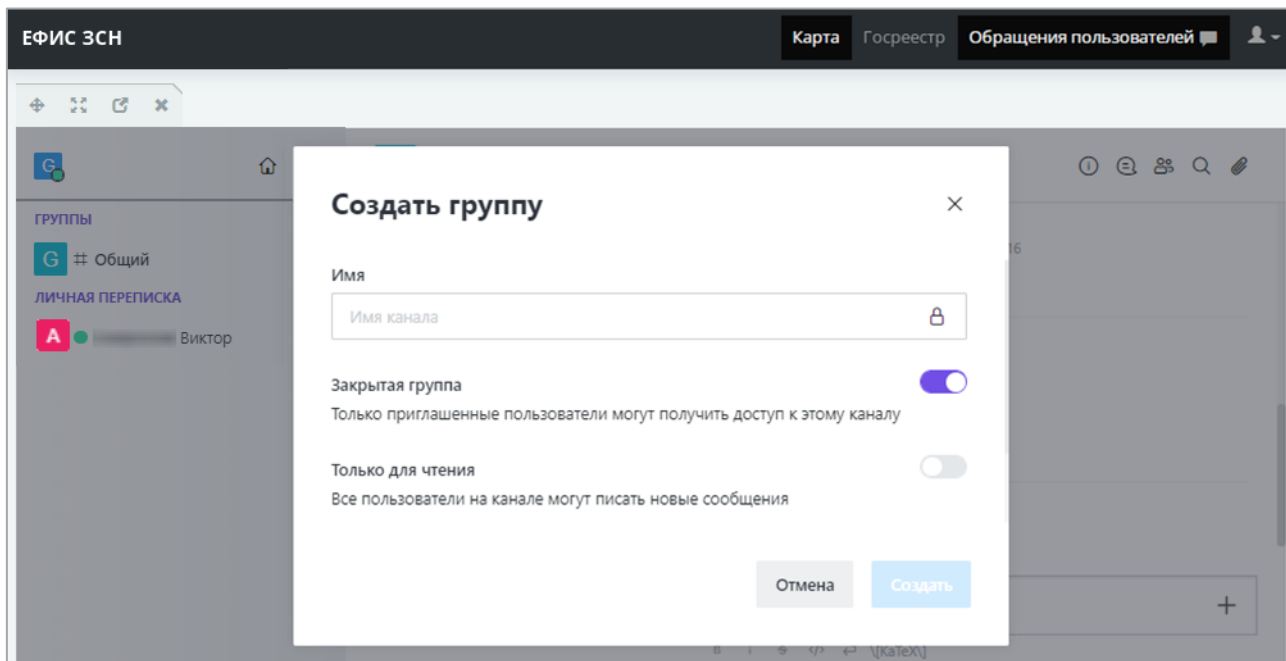 ЕФИС ЗСН
Карта Госреестр Обращения пользователей
G
ГРУППЫ
G # Общий
ЛИЧНАЯ ПЕРЕПИСКА
A Виктор
16
Создать группу
Имя
Имя канала
Закрытая группа
Только приглашенные пользователи могут получить доступ к этому каналу
Только для чтения
Все пользователи на канале могут писать новые сообщения
Отмена Создать
B I S </> \[KaTeX\]